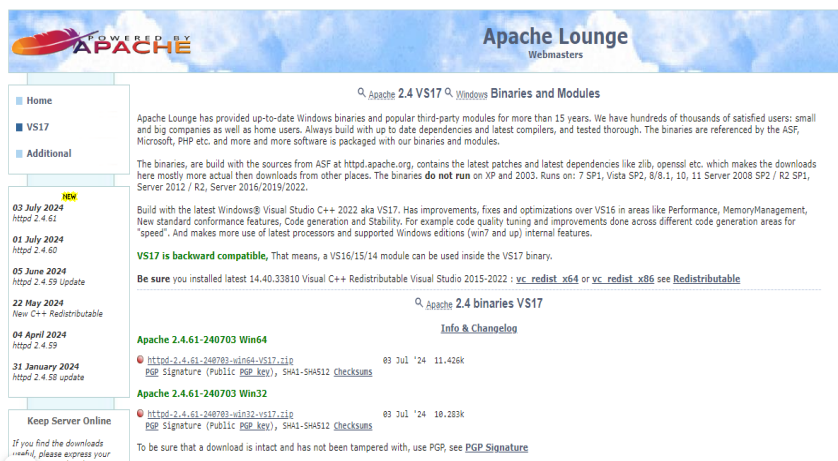 POWERED BY
APACHE
Apache Lounge
Webmasters
Home
VS17
Additional
NEW
03 July 2024
httpd 2.4.61
01 July 2024
httpd 2.4.60
05 June 2024
httpd 2.4.59 Update
22 May 2024
New C++ Redistributable
04 April 2024
httpd 2.4.59
31 January 2024
httpd 2.4.58 update
Keep Server Online
If you find the downloads
useful, please express your
Apache 2.4 VS17 Windows Binaries and Modules
Apache Lounge has provided up-to-date Windows binaries and popular third-party modules for more than 15 years. We have hundreds of thousands of satisfied users: small
and big companies as well as home users. Always build with up to date dependencies and latest compilers, and tested thorough. The binaries are referenced by the ASF,
Microsoft, PHP etc. and more and more software is packaged with our binaries and modules.
The binaries, are build with the sources from ASF at httpd.apache.org, contains the latest patches and latest dependencies like zlib, openssl etc. which makes the downloads
here mostly more actual then downloads from other places. The binaries do not run on XP and 2003. Runs on: 7 SP1, Vista SP2, 8/8.1, 10, 11 Server 2008 SP2 / R2 SP1,
Server 2012 / R2, Server 2016/2019/2022.
Build with the latest Windows® Visual Studio C++ 2022 aka VS17. Has improvements, fixes and optimizations over VS16 in areas like Performance, MemoryManagement,
New standard conformance features, Code generation and Stability. For example code quality tuning and improvements done across different code generation areas for
"speed". And makes more use of latest processors and supported Windows editions (win7 and up) internal features.
VS17 is backward compatible, That means, a VS16/15/14 module can be used inside the VS17 binary.
Be sure you installed latest 14.40.33810 Visual C++ Redistributable Visual Studio 2015-2022 : vc_redist_x64 or vc_redist_x86 see Redistributable
Apache 2.4 binaries VS17
Info & Changelog
Apache 2.4.61-240703 Win64
httpd-2.4.61-240703-win64-VS17.zip 03 Jul '24 11.426k
PGP Signature (Public PGP key), SHA1-SHA512 Checksums
Apache 2.4.61-240703 Win32
httpd-2.4.61-240703-win32-vs17.zip 03 Jul '24 10.283k
PGP Signature (Public PGP key), SHA1-SHA512 Checksums
To be sure that a download is intact and has not been tampered with, use PGP, see PGP Signature